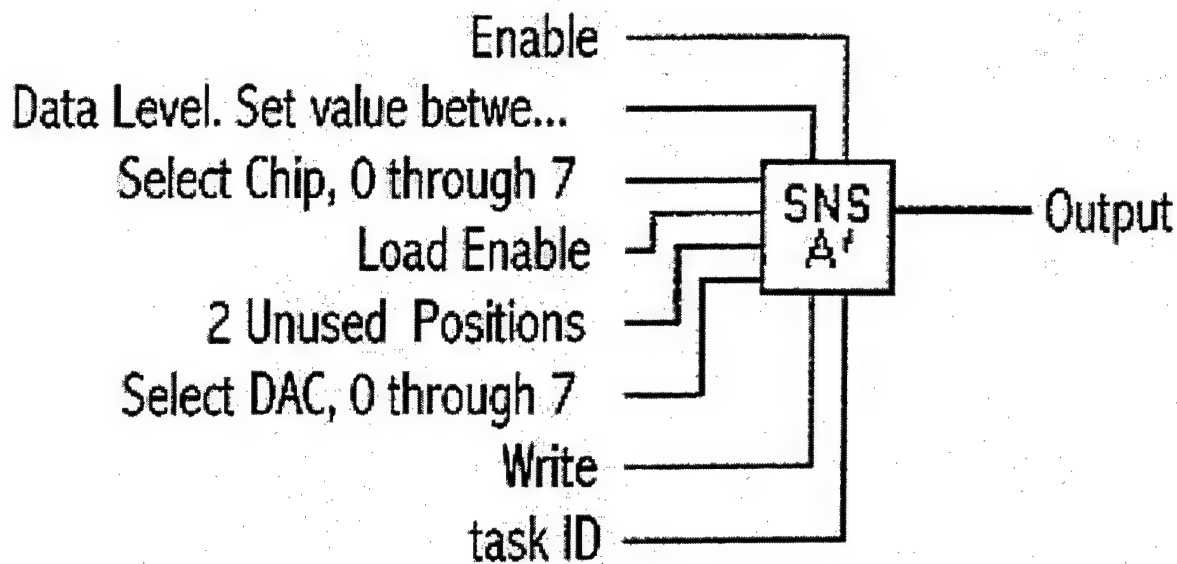 Enable
Data Level. Set value betwe...
Select Chip, 0 through 7
SNS
A'
Output
Load Enable
2 Unused Positions
Select DAC, 0 through 7
Write
task ID